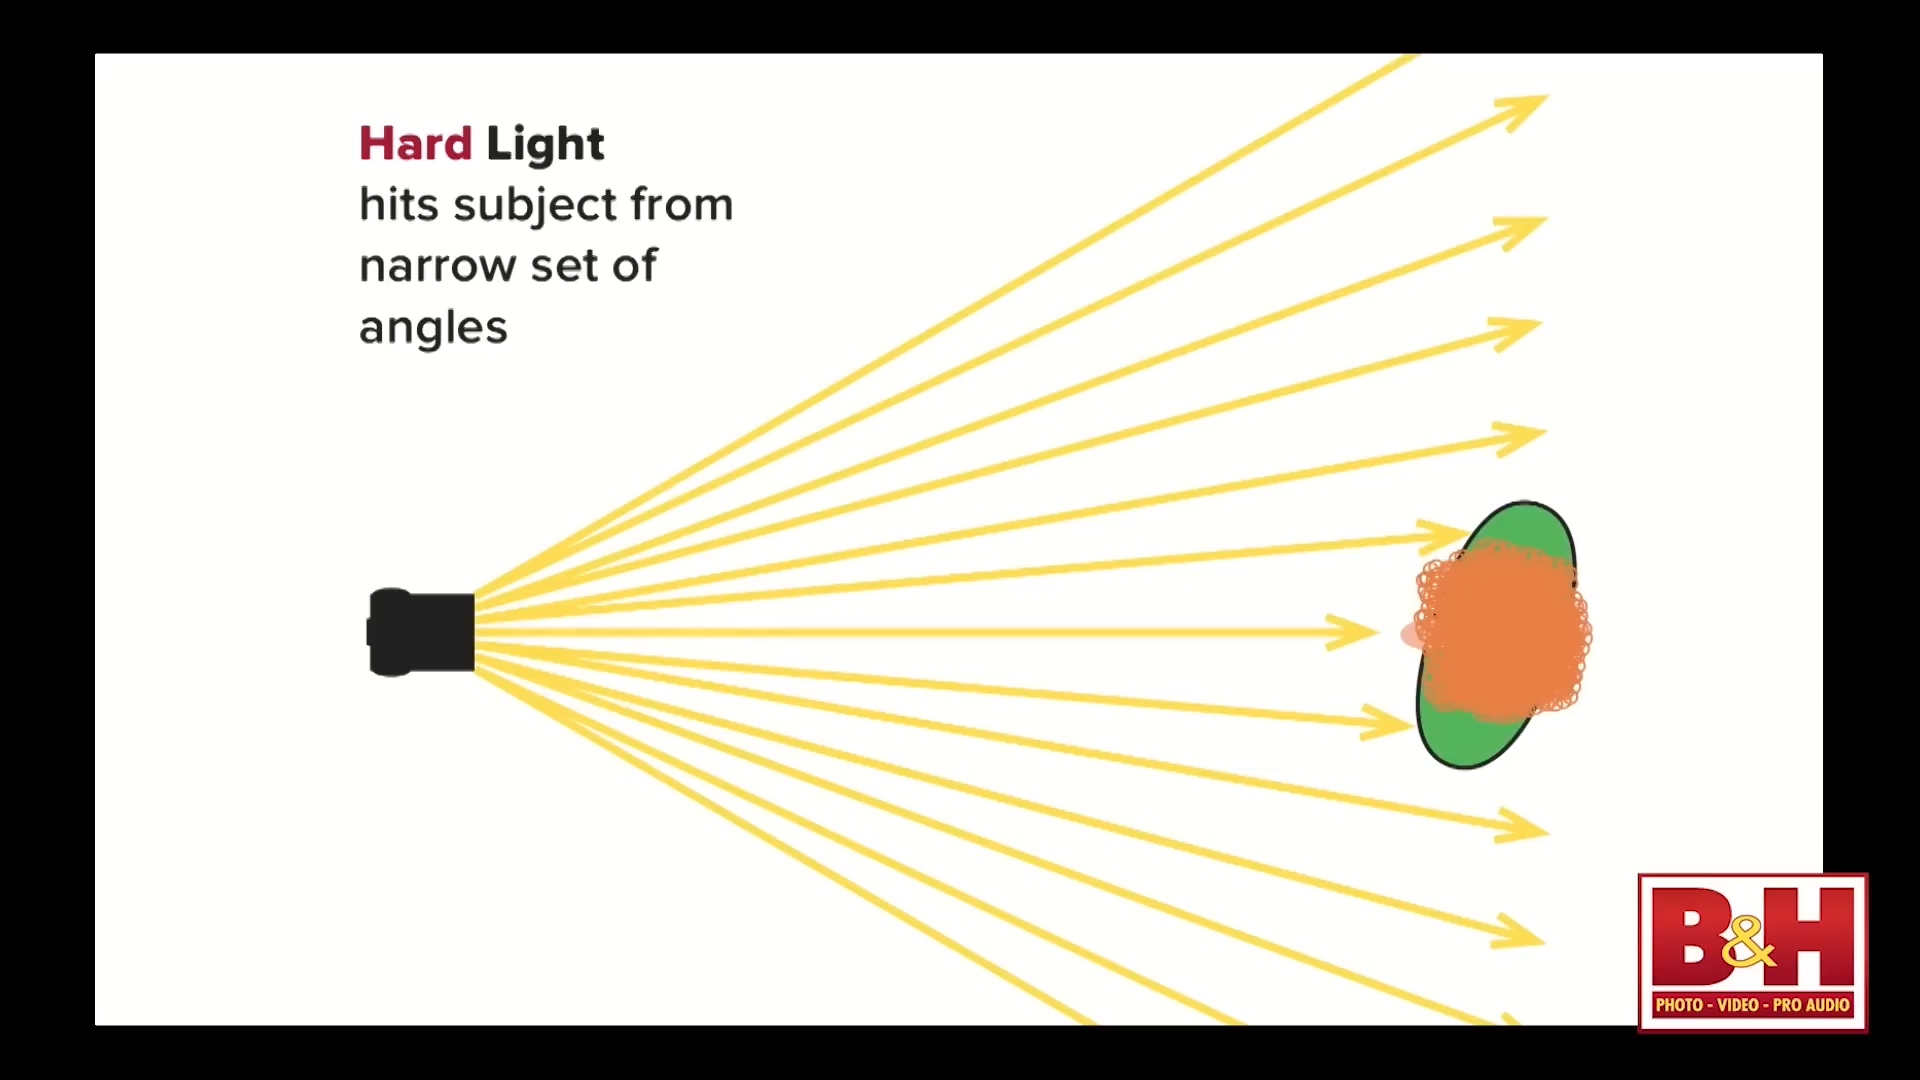 Hard Light
hits subject from
narrow set of
angles
B&H
PHOTO - VIDEO - PRO AUDIO